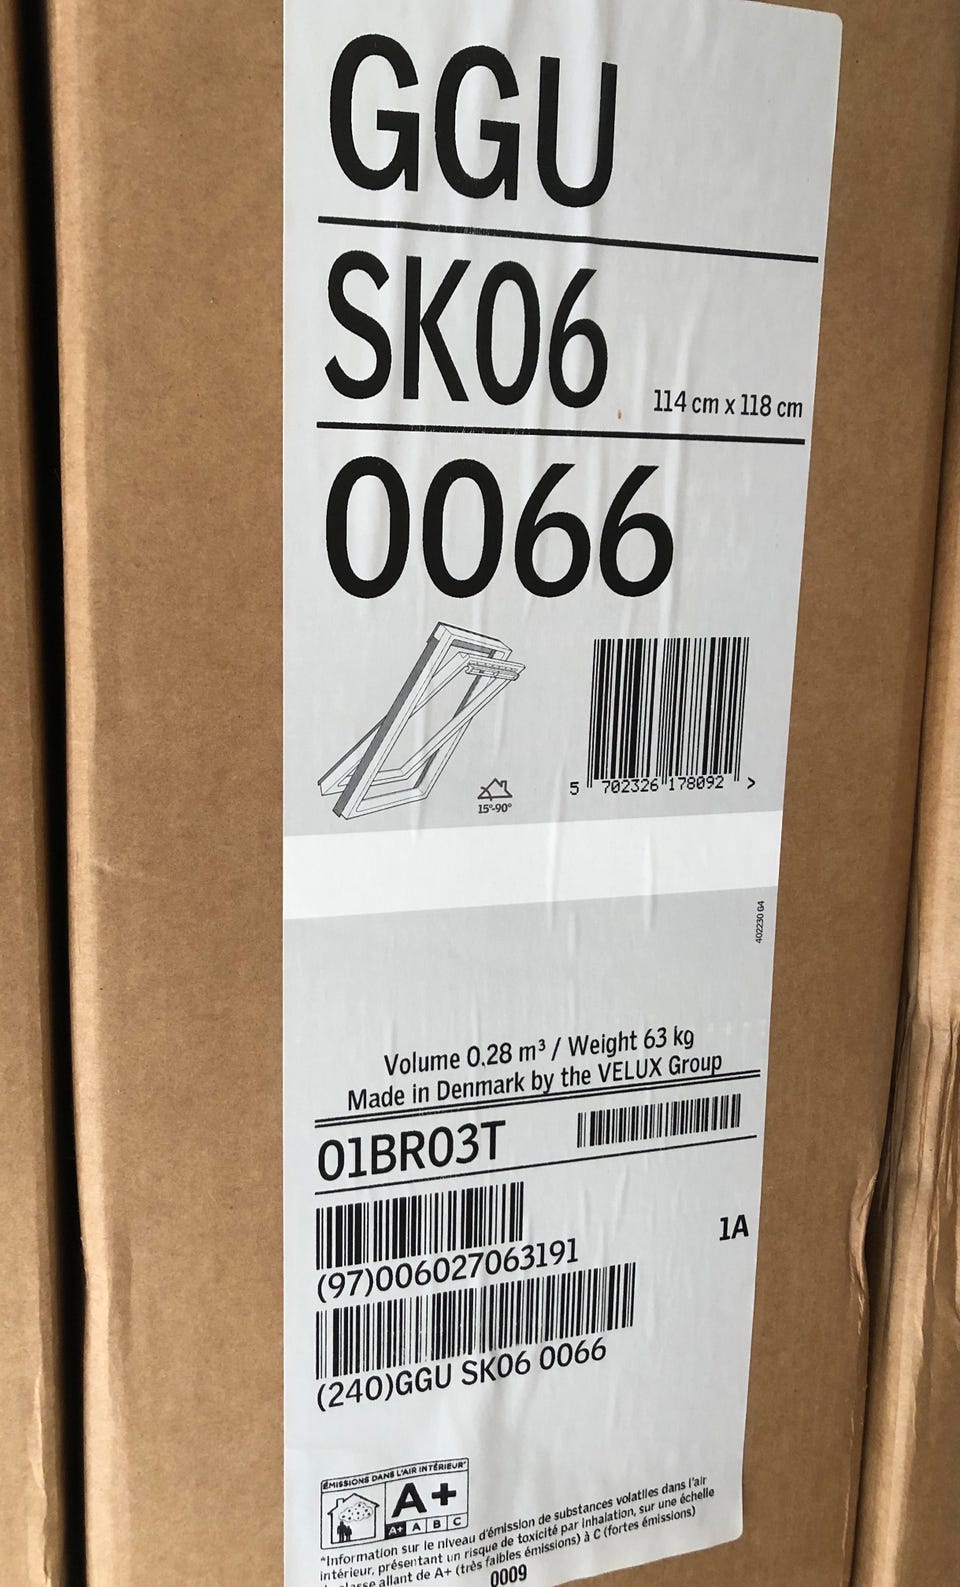 GGU
SK06
114 cm x 118 cm
0066
15°-90°
5 702326 178092 >
402230 G4
Volume 0,28 m³ / Weight 63 kg
Made in Denmark by the VELUX Group
01BR03T
1A
(97)006027063191
(240)GGU SK06 0066
ÉMISSIONS DANS L'AIR INTÉRIEUR*
A+
A+ A B C
*Information sur le niveau d'émission de substances volatiles dans l'air
intérieur, présentant un risque de toxicité par inhalation, sur une échelle
allant de A+ (très faibles émissions) à C (fortes émissions)
0009